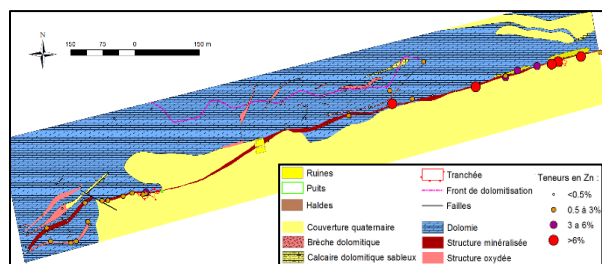 N
150 75 0 150 m
Ruines
Puits
Haldes
Couverture quaternaire
Brèche dolomitique
Calcaire dolomitique sableux
Tranchée
Front de dolomitisation
Failles
Dolomie
Structure minéralisée
Structure oxydée
Teneurs en Zn :
<0.5%
0.5 à 3%
3 a 6%
>6%